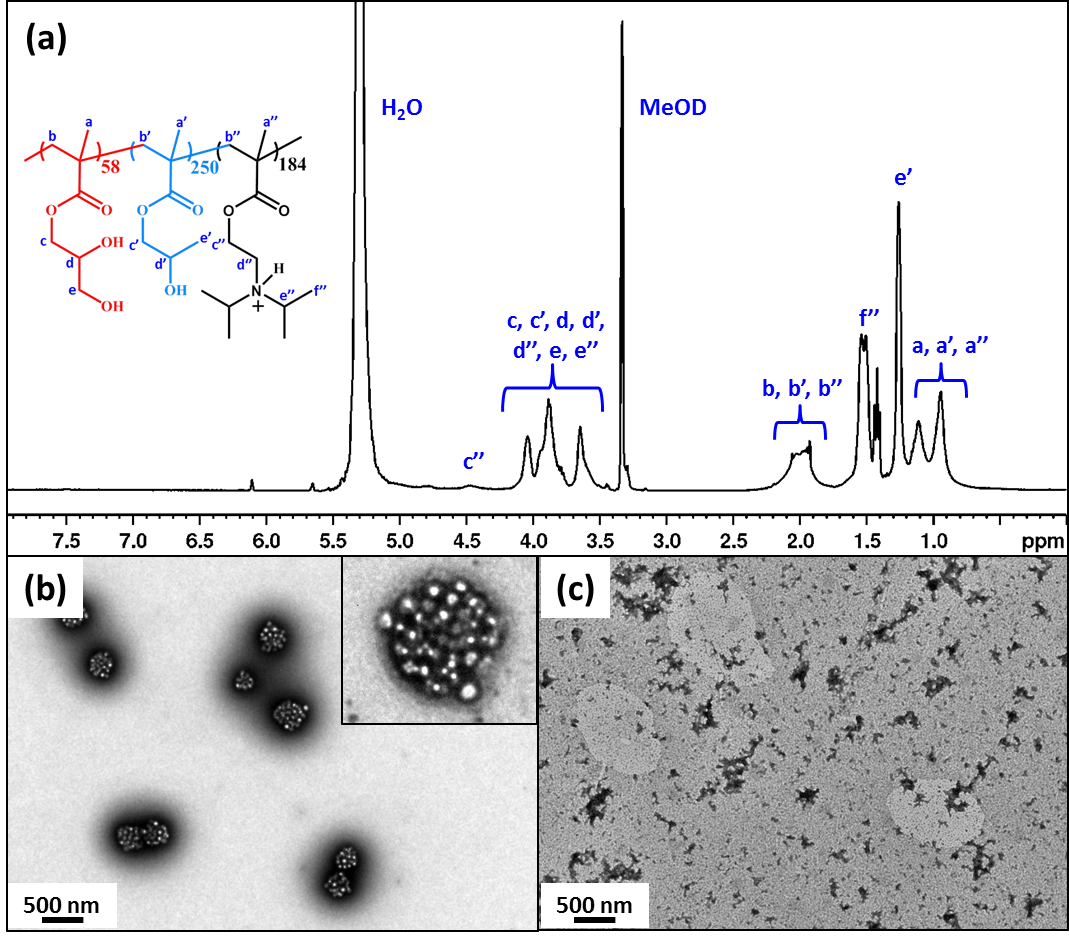 (a)
H2O
MeOD
b
a
b’
a’
b’’
a’’
58
250
184
O
O
O
O
O
O
c
OH
c’
e’
c’’
d
d’
d’’
e
OH
OH
N
H
+
e’’
f’’
c’’
c, c’, d, d’,
d’’, e, e’’
b, b’, b’’
f’’
e’
a, a’, a’’
7.5 7.0 6.5 6.0 5.5 5.0 4.5 4.0 3.5 3.0 2.5 2.0 1.5 1.0 ppm
(b)
500 nm
(c)
500 nm